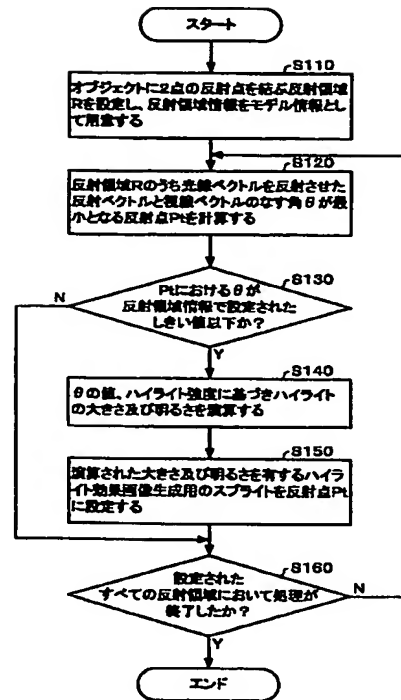 スタート
S110
オブジェクトに2点の反射点を結ぶ反射領域
Rを設定し、反射領域情報をモデル情報とし
て用意する
S120
反射領域Rのうち光線ベクトルを反射させた
反射ベクトルと視線ベクトルのなす角θが最
小となる反射点Ptを計算する
S130
N
Ptにおけるθが
反射領域情報で設定された
しきい値以下か?
Y
S140
θの値、ハイライト強度に基づきハイライト
の大きさ及び明るさを演算する
S150
演算された大きさ及び明るさを有するハイラ
イト効果画像生成用のスプライトを反射点Pt
に設定する
S160
設定された
すべての反射領域において処理が
終了したか?
N
Y
エンド